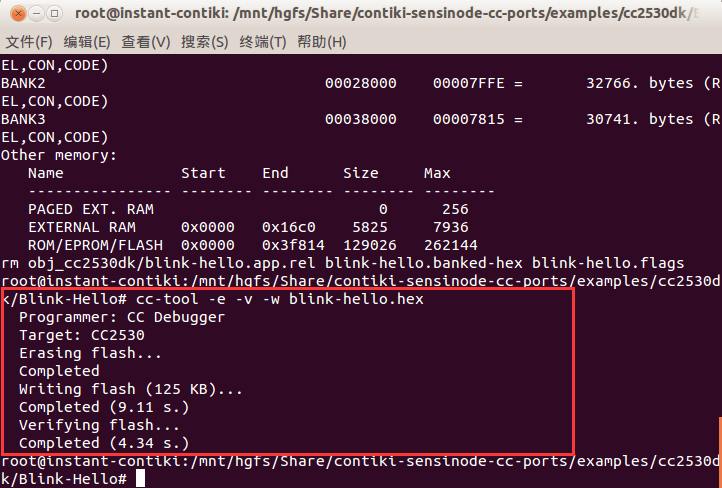 root@instant-contiki: /mnt/hgfs/Share/contiki-sensinode-cc-ports/examples/cc2530dk/
文件(F) 编辑(E) 查看(V) 搜索(S) 终端(T) 帮助(H)
EL,CON,CODE)
BANK2 00028000 00007FFE = 32766. bytes (R
EL,CON,CODE)
BANK3 00038000 00007815 = 30741. bytes (R
EL,CON,CODE)
Other memory:
Name Start End Size Max
---------------- -------- -------- -------- --------
PAGED EXT. RAM 0 256
EXTERNAL RAM 0x0000 0x16c0 5825 7936
ROM/EPROM/FLASH 0x0000 0x3f814 129026 262144
rm obj_cc2530dk/blink-hello.app.rel blink-hello.banked-hex blink-hello.flags
root@instant-contiki:/mnt/hgfs/Share/contiki-sensinode-cc-ports/examples/cc2530d
k/Blink-Hello# cc-tool -e -v -w blink-hello.hex
Programmer: CC Debugger
Target: CC2530
Erasing flash...
Completed
Writing flash (125 KB)...
Completed (9.11 s.)
Verifying flash...
Completed (4.34 s.)
root@instant-contiki:/mnt/hgfs/Share/contiki-sensinode-cc-ports/examples/cc2530d
k/Blink-Hello#